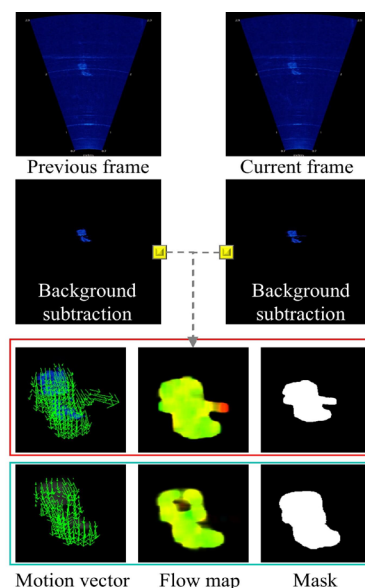 Previous frame
Current frame
Background
subtraction
Background
subtraction
Motion vector
Flow map
Mask